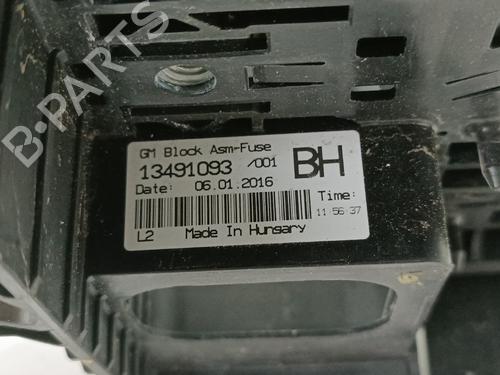 B-PARTS
GM Block Asm-Fuse
13491093 /001 BH
Date: 06.01.2016 Time:
11:56:37
L2 Made In Hungary